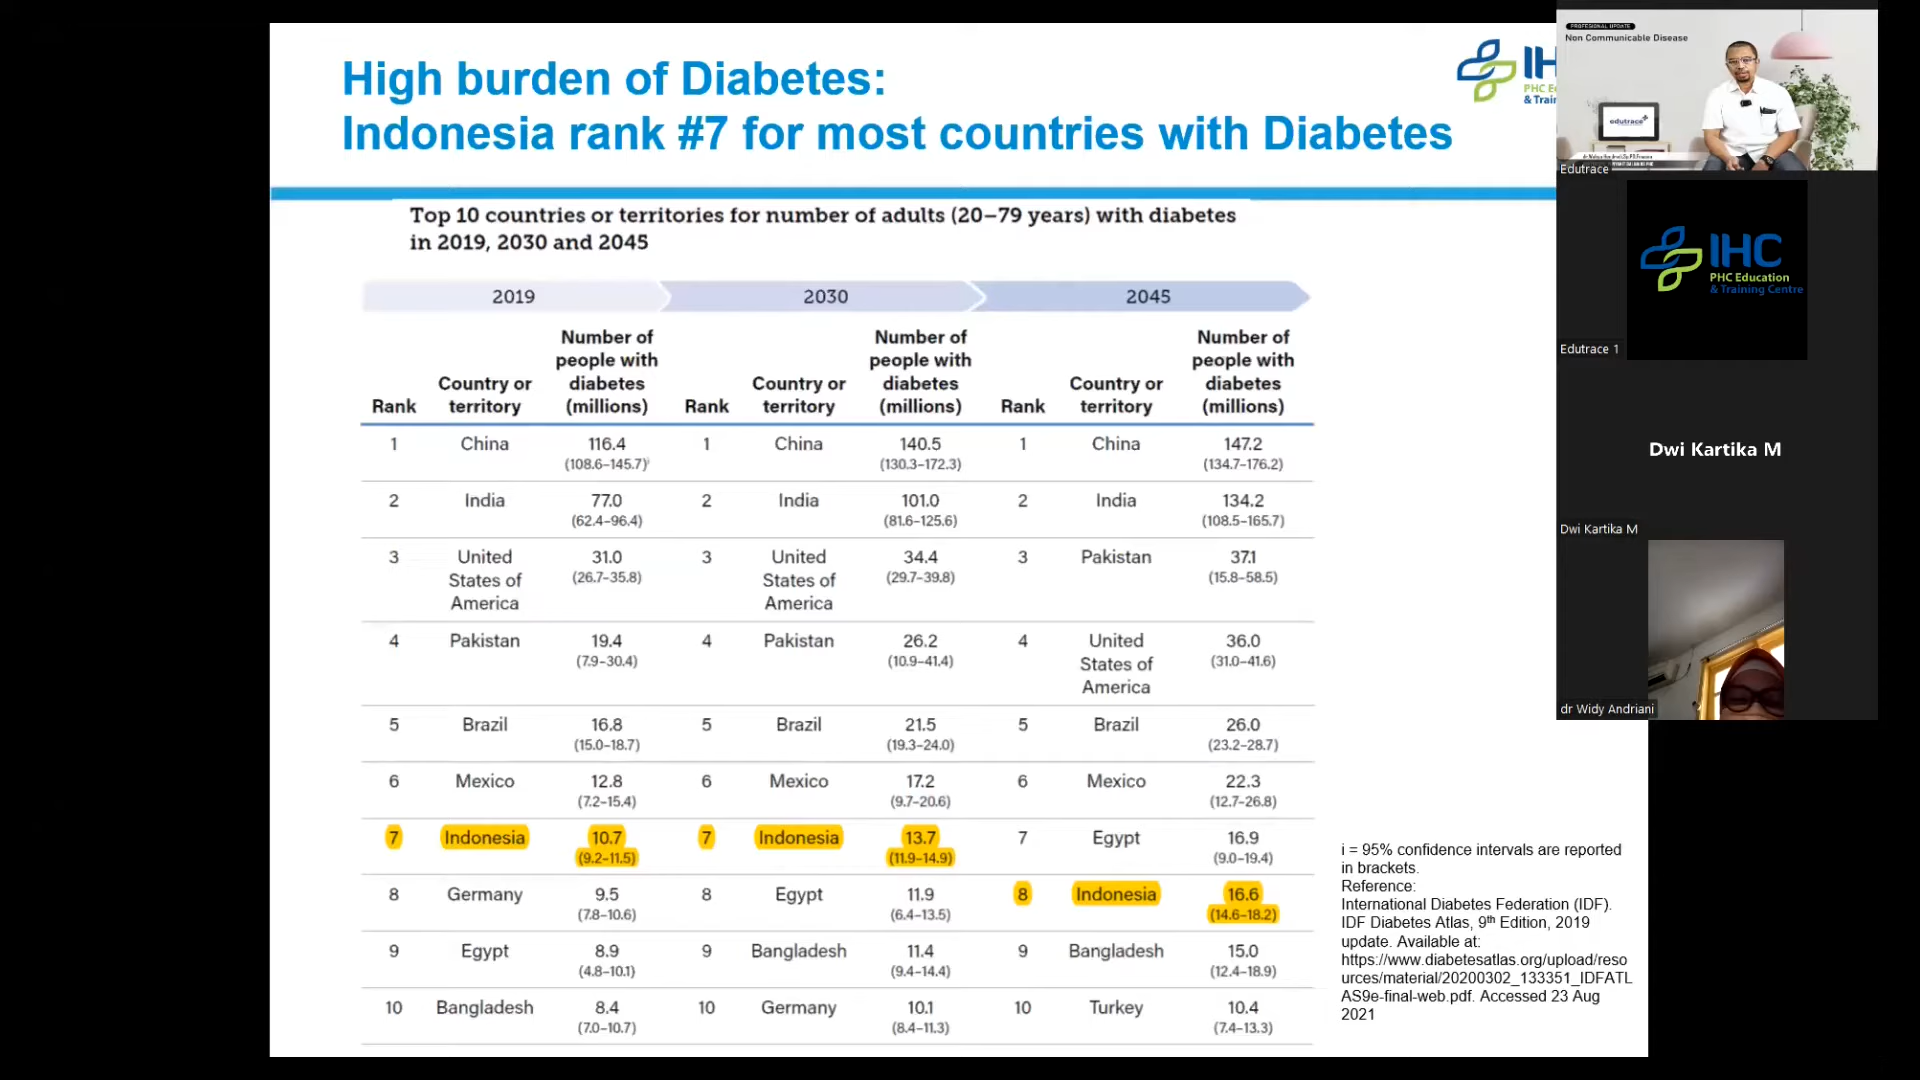 High burden of Diabetes:
Indonesia rank #7 for most countries with Diabetes
Top 10 countries or territories for number of adults (20–79 years) with diabetes
in 2019, 2030 and 2045
2019 2030 2045
Rank Country or territory Number of people with diabetes (millions) Rank Country or territory Number of people with diabetes (millions) Rank Country or territory Number of people with diabetes (millions)
1 China 116.4 1 China 140.5 1 China 147.2
(108.6–145.7)i (130.3–172.3) (134.7–176.2)
2 India 77.0 2 India 101.0 2 India 134.2
(62.4–96.4) (81.6–125.6) (108.5–165.7)
3 United States of America 31.0 3 United States of America 34.4 3 Pakistan 37.1
(26.7–35.8) (29.7–39.8) (15.8–58.5)
4 Pakistan 19.4 4 Pakistan 26.2 4 United States of America 36.0
(7.9–30.4) (10.9–41.4) (31.0–41.6)
5 Brazil 16.8 5 Brazil 21.5 5 Brazil 26.0
(15.0–18.7) (19.3–24.0) (23.2–28.7)
6 Mexico 12.8 6 Mexico 17.2 6 Mexico 22.3
(7.2–15.4) (9.7–20.6) (12.7–26.8)
7 Indonesia 10.7 7 Indonesia 13.7 7 Egypt 16.9
(9.2–11.5) (11.9–14.9) (9.0–19.4)
8 Germany 9.5 8 Egypt 11.9 8 Indonesia 16.6
(7.8–10.6) (6.4–13.5) (14.6–18.2)
9 Egypt 8.9 9 Bangladesh 11.4 9 Bangladesh 15.0
(4.8–10.1) (9.4–14.4) (12.4–18.9)
10 Bangladesh 8.4 10 Germany 10.1 10 Turkey 10.4
(7.0–10.7) (8.4–11.3) (7.4–13.3)
i = 95% confidence intervals are reported
in brackets.
Reference:
International Diabetes Federation (IDF).
IDF Diabetes Atlas, 9th Edition, 2019
update. Available at:
https://www.diabetesatlas.org/upload/reso
urces/material/20200302_133351_IDFATL
AS9e-final-web.pdf. Accessed 23 Aug
2021
PROFESIONAL UPDATE
Non Communicable Disease
edutrace
Edutrace
IHC
PHC Education
& Training Centre
Edutrace 1
Dwi Kartika M
Dwi Kartika M
dr Widy Andriani